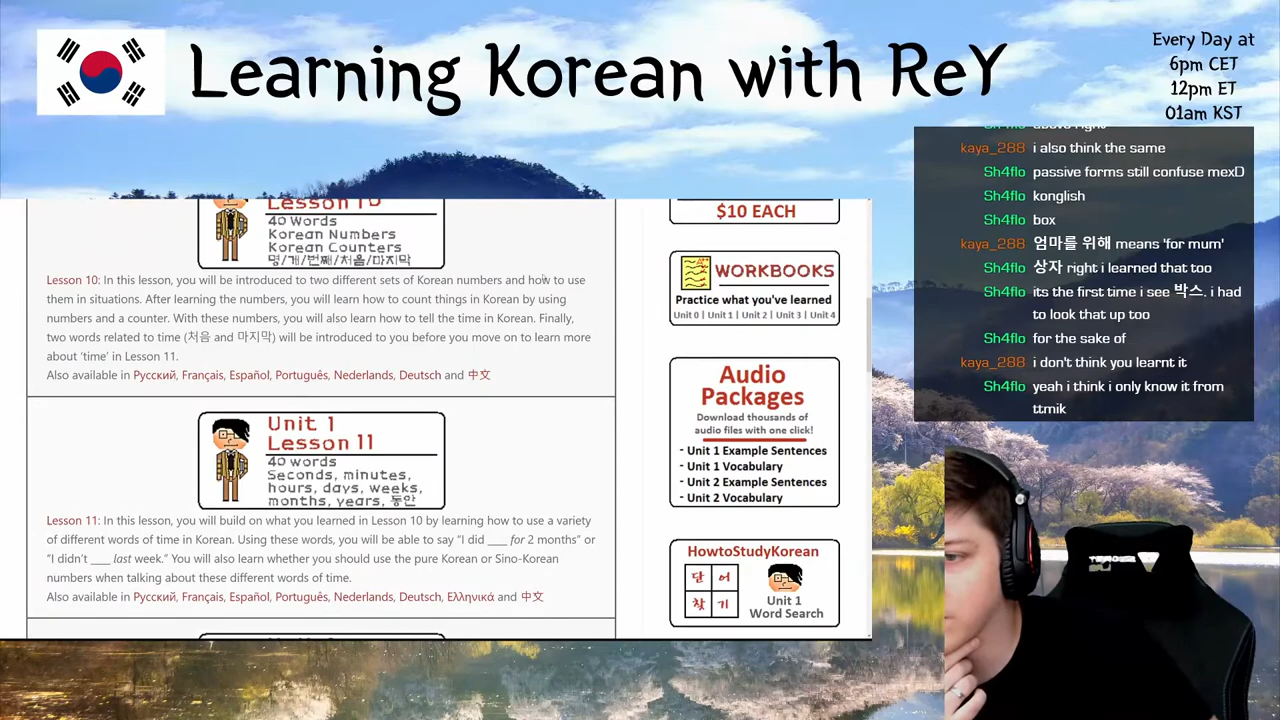 Learning Korean with ReY
Every Day at
6pm CET
12pm ET
01am KST
Lesson 10
40 Words
Korean Numbers
Korean Counters
명/개/번째/처음/마지막
Lesson 10: In this lesson, you will be introduced to two different sets of Korean numbers and how to use
them in situations. After learning the numbers, you will learn how to count things in Korean by using
numbers and a counter. With these numbers, you will also learn how to tell the time in Korean. Finally,
two words related to time (처음 and 마지막) will be introduced to you before you move on to learn more
about ‘time’ in Lesson 11.
Also available in Русский, Français, Español, Português, Nederlands, Deutsch and 中文
Unit 1
Lesson 11
40 words
Seconds, minutes,
hours, days, weeks,
months, years, 동안
Lesson 11: In this lesson, you will build on what you learned in Lesson 10 by learning how to use a variety
of different words of time in Korean. Using these words, you will be able to say “I did ____ for 2 months” or
“I didn’t ____ last week.” You will also learn whether you should use the pure Korean or Sino-Korean
numbers when talking about these different words of time.
Also available in Русский, Français, Español, Português, Nederlands, Deutsch, Ελληνικά and 中文
$10 EACH
WORKBOOKS
Practice what you've learned
Unit 0 | Unit 1 | Unit 2 | Unit 3 | Unit 4
Audio
Packages
Download thousands of
audio files with one click!
- Unit 1 Example Sentences
- Unit 1 Vocabulary
- Unit 2 Example Sentences
- Unit 2 Vocabulary
HowtoStudyKorean
단 어
찾 기
Unit 1
Word Search
Sh4flo above right
kaya_288 i also think the same
Sh4flo passive forms still confuse mexD
Sh4flo konglish
Sh4flo box
kaya_288 엄마를 위해 means 'for mum'
Sh4flo 상자 right i learned that too
Sh4flo its the first time i see 박스. i had
to look that up too
Sh4flo for the sake of
kaya_288 i don't think you learnt it
Sh4flo yeah i think i only know it from
ttmik